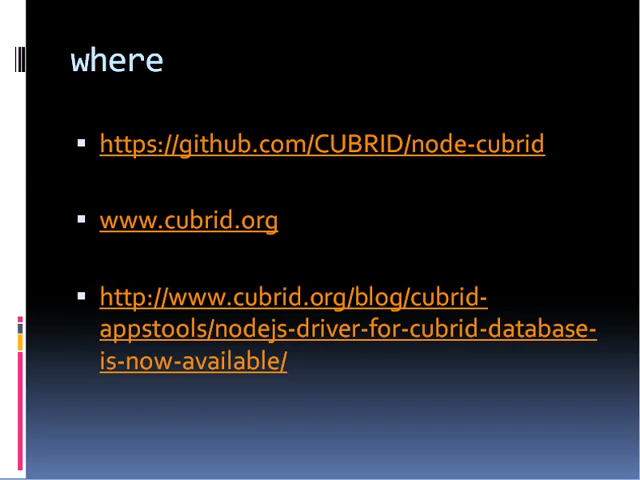 where
https://github.com/CUBRID/node-cubrid
www.cubrid.org
http://www.cubrid.org/blog/cubrid-
appstools/nodejs-driver-for-cubrid-database-
is-now-available/